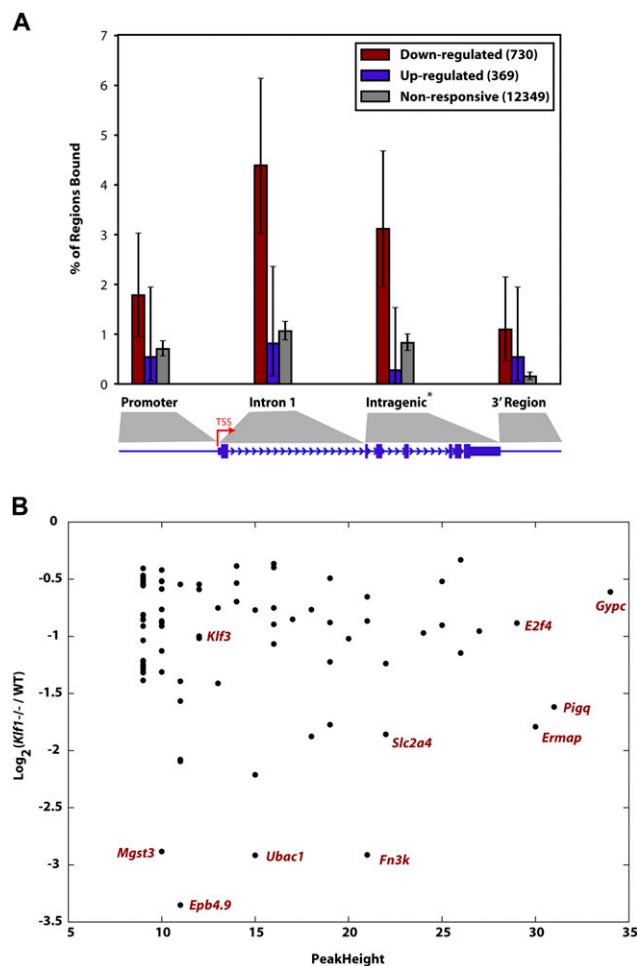 A
7
6
5
4
3
2
1
0
% of Regions Bound
Down-regulated (730)
Up-regulated (369)
Non-responsive (12349)
Promoter
Intron 1
Intragenic*
3' Region
TSS
B
0
-0.5
-1
-1.5
-2
-2.5
-3
-3.5
Log2(Klf1-/- / WT)
Gypc
E2f4
Klf3
Pigq
Ermap
Slc2a4
Mgst3
Ubac1
Fn3k
Epb4.9
5 10 15 20 25 30 35
PeakHeight